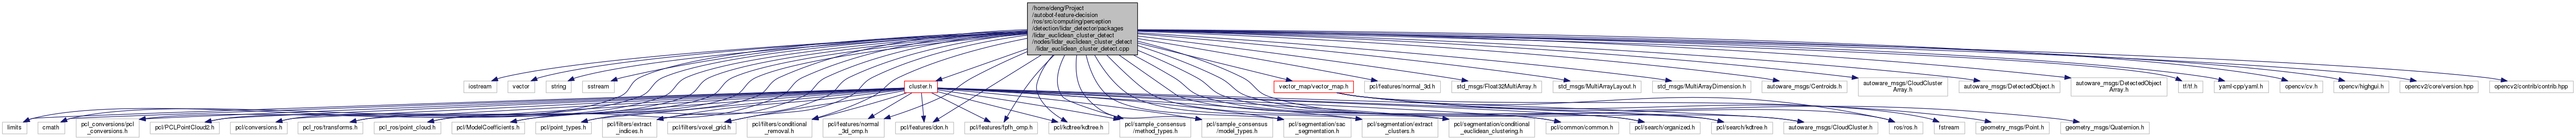 /home/deng/Project
/autobot-feature-decision
/ros/src/computing/perception
/detection/lidar_detector/packages
/lidar_euclidean_cluster_detect
/nodes/lidar_euclidean_cluster_detect
/lidar_euclidean_cluster_detect.cpp
iostream
vector
string
sstream
cluster.h
vector_map/vector_map.h
pcl/features/normal_3d.h
std_msgs/Float32MultiArray.h
std_msgs/MultiArrayLayout.h
std_msgs/MultiArrayDimension.h
autoware_msgs/Centroids.h
autoware_msgs/CloudCluster
Array.h
autoware_msgs/DetectedObject.h
autoware_msgs/DetectedObject
Array.h
tf/tf.h
yaml-cpp/yaml.h
opencv/cv.h
opencv/highgui.h
opencv2/core/version.hpp
opencv2/contrib/contrib.hpp
limits
cmath
pcl_conversions/pcl
_conversions.h
pcl/PCLPointCloud2.h
pcl/conversions.h
pcl_ros/transforms.h
pcl_ros/point_cloud.h
pcl/ModelCoefficients.h
pcl/point_types.h
pcl/filters/extract
_indices.h
pcl/filters/voxel_grid.h
pcl/filters/conditional
_removal.h
pcl/features/normal
_3d_omp.h
pcl/features/don.h
pcl/features/fpfh_omp.h
pcl/kdtree/kdtree.h
pcl/sample_consensus
/method_types.h
pcl/sample_consensus
/model_types.h
pcl/segmentation/sac
_segmentation.h
pcl/segmentation/extract
_clusters.h
pcl/segmentation/conditional
_euclidean_clustering.h
pcl/common/common.h
pcl/search/organized.h
pcl/search/kdtree.h
autoware_msgs/CloudCluster.h
ros/ros.h
fstream
geometry_msgs/Point.h
geometry_msgs/Quaternion.h